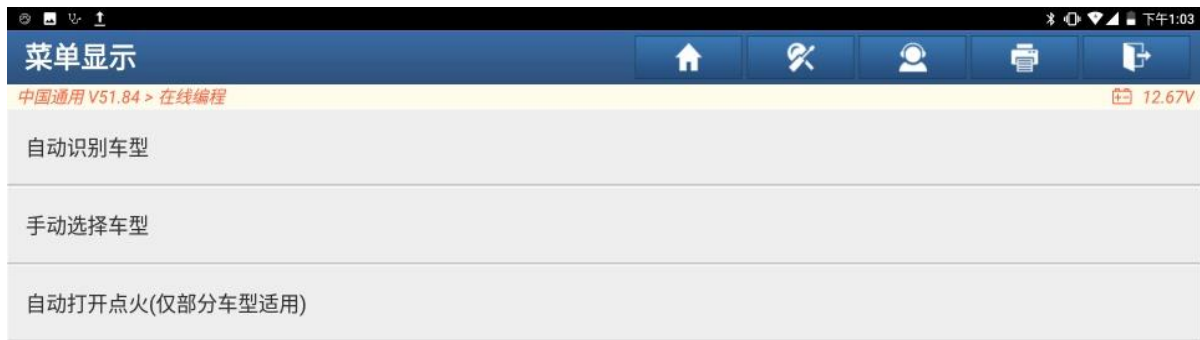 下午1:03
菜单显示
中国通用 V51.84 > 在线编程
12.67V
自动识别车型
手动选择车型
自动打开点火(仅部分车型适用)